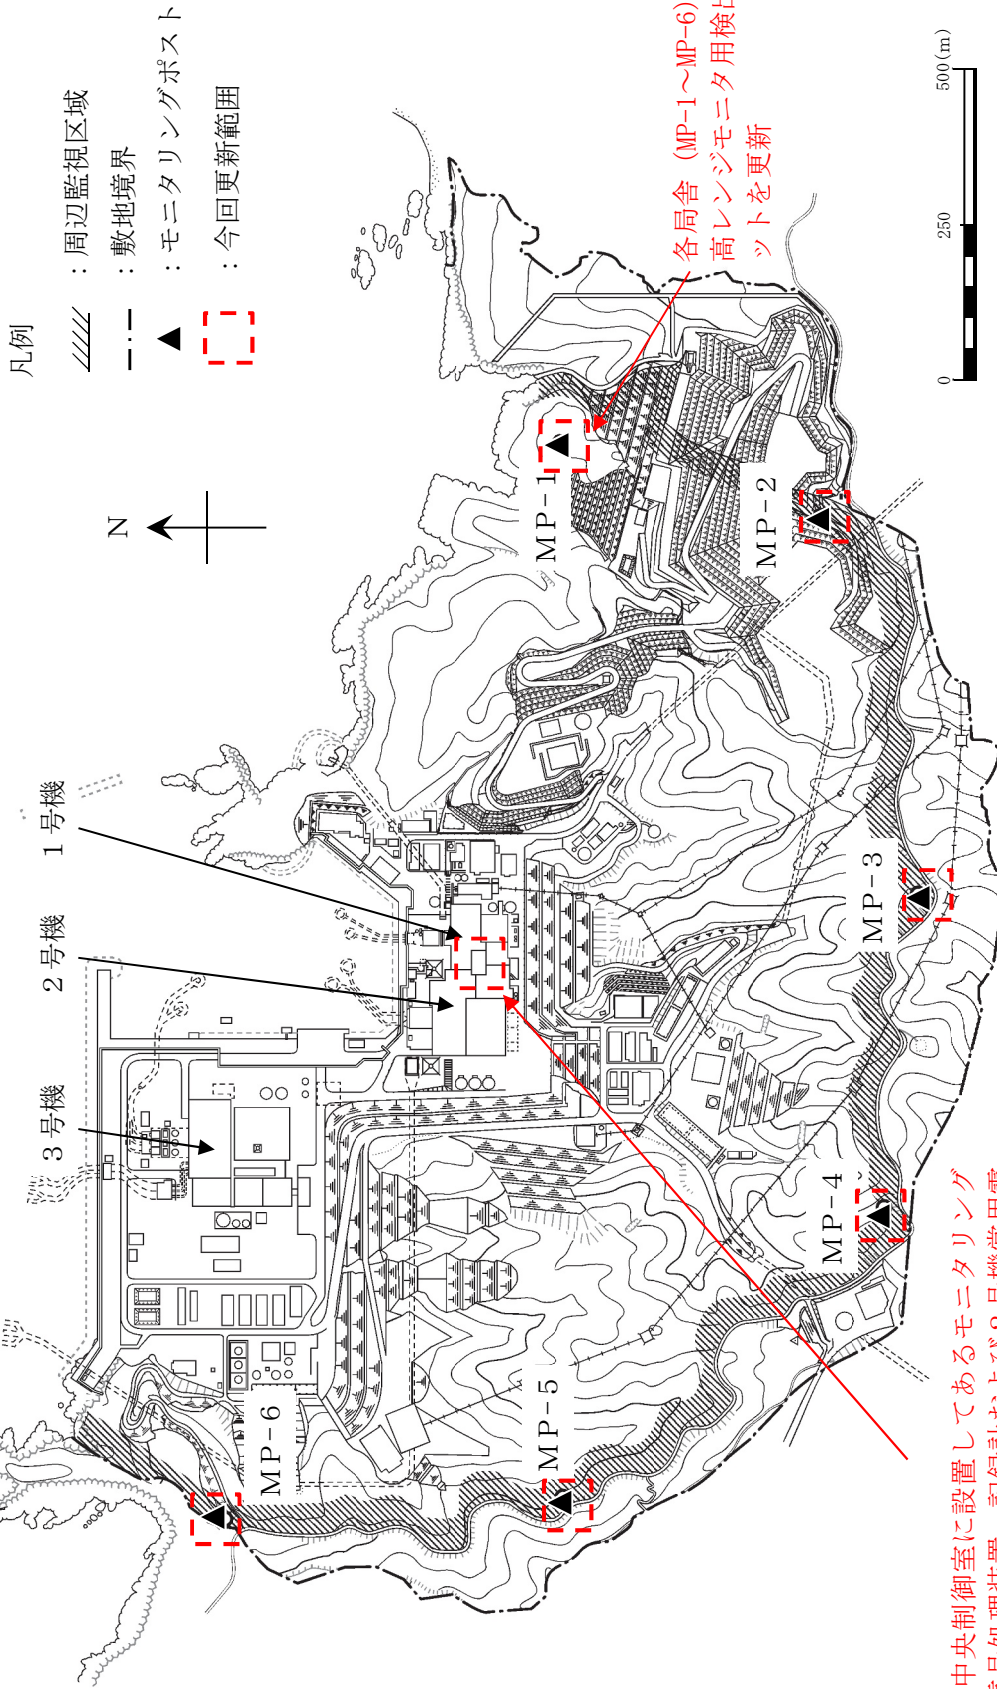 凡例
：周辺監視区域
：敷地境界
：モニタリングポスト
：今回更新範囲
N
3号機
2号機
1号機
各局舎（MP-1～MP-6）
高レンジモニタ用検出
ットを更新
MP-1
MP-2
MP-3
MP-4
MP-5
MP-6
0
250
500(m)
中央制御室に設置してあるモニタリング